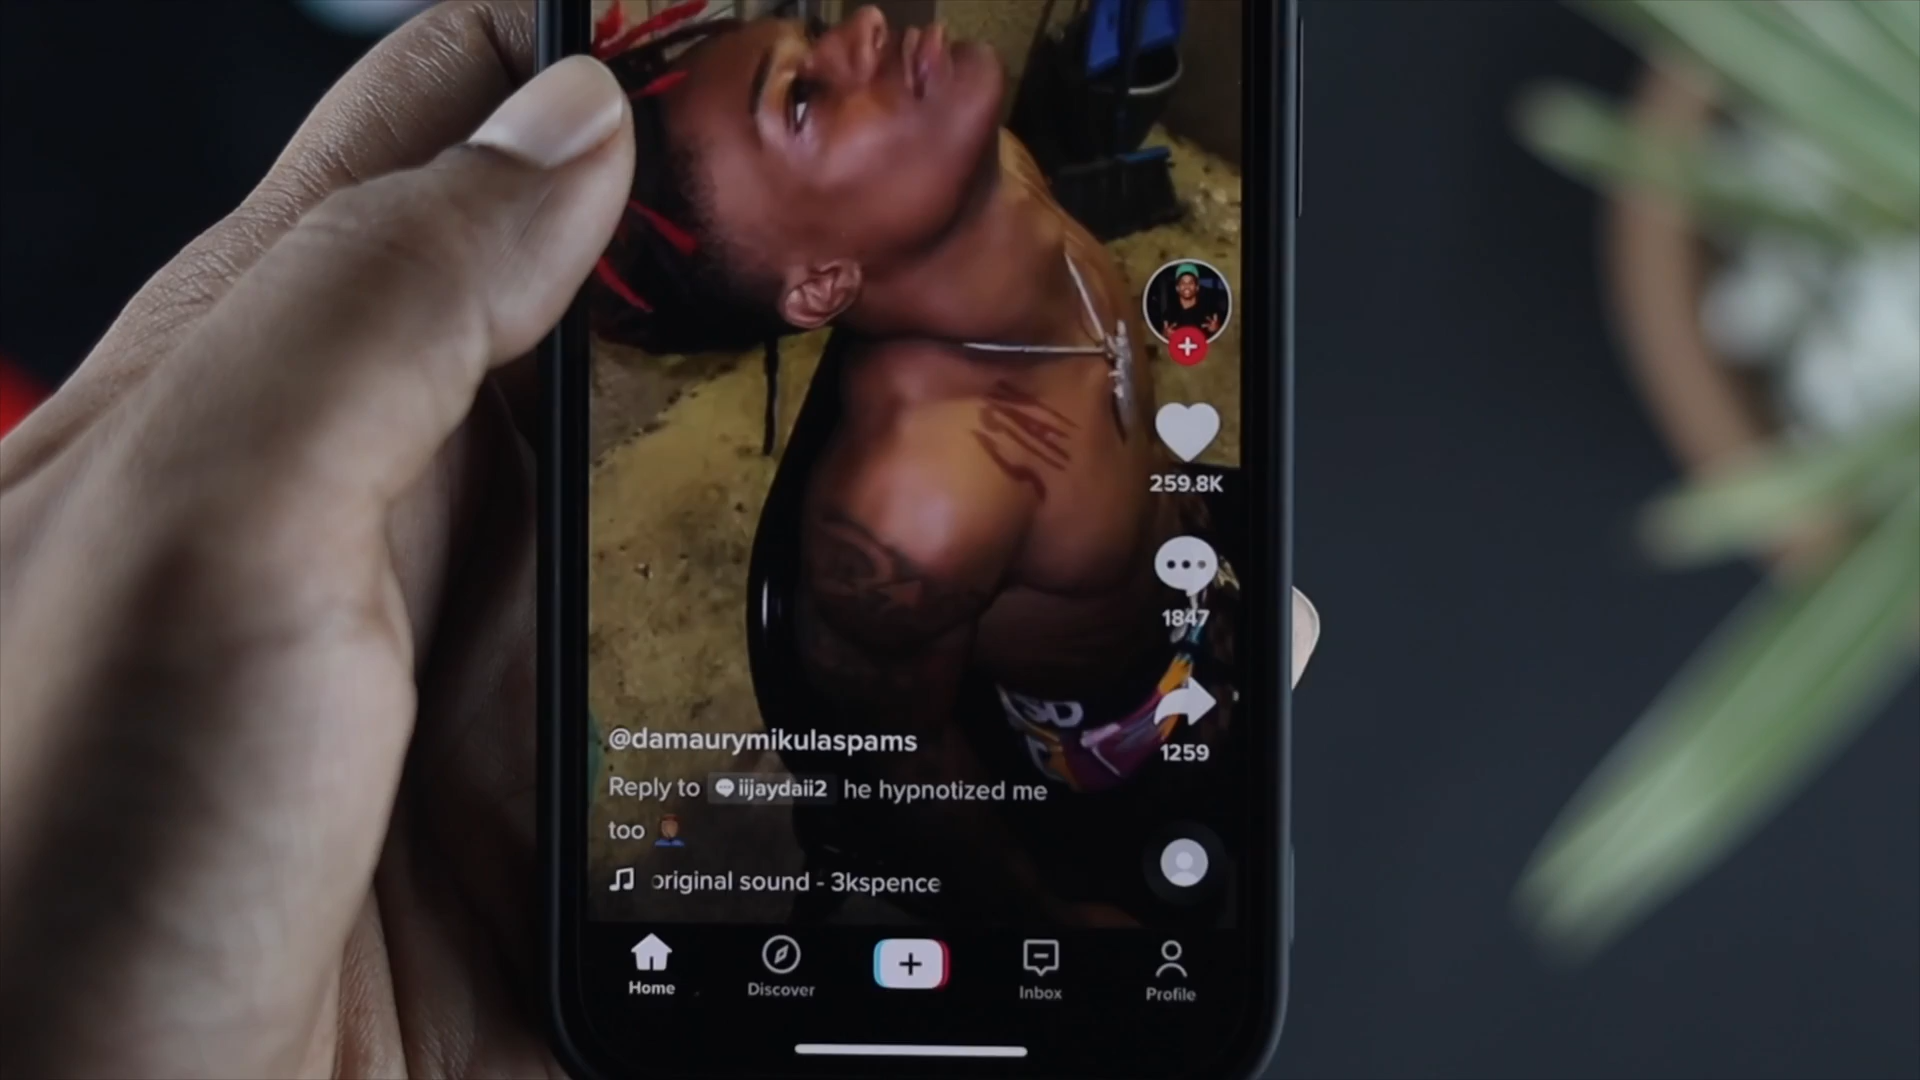 259.8K
1847
1259
@damaurymikulaspams
Reply to iijaydaii2 he hypnotized me
too
original sound - 3kspence
Home
Discover
Inbox
Profile